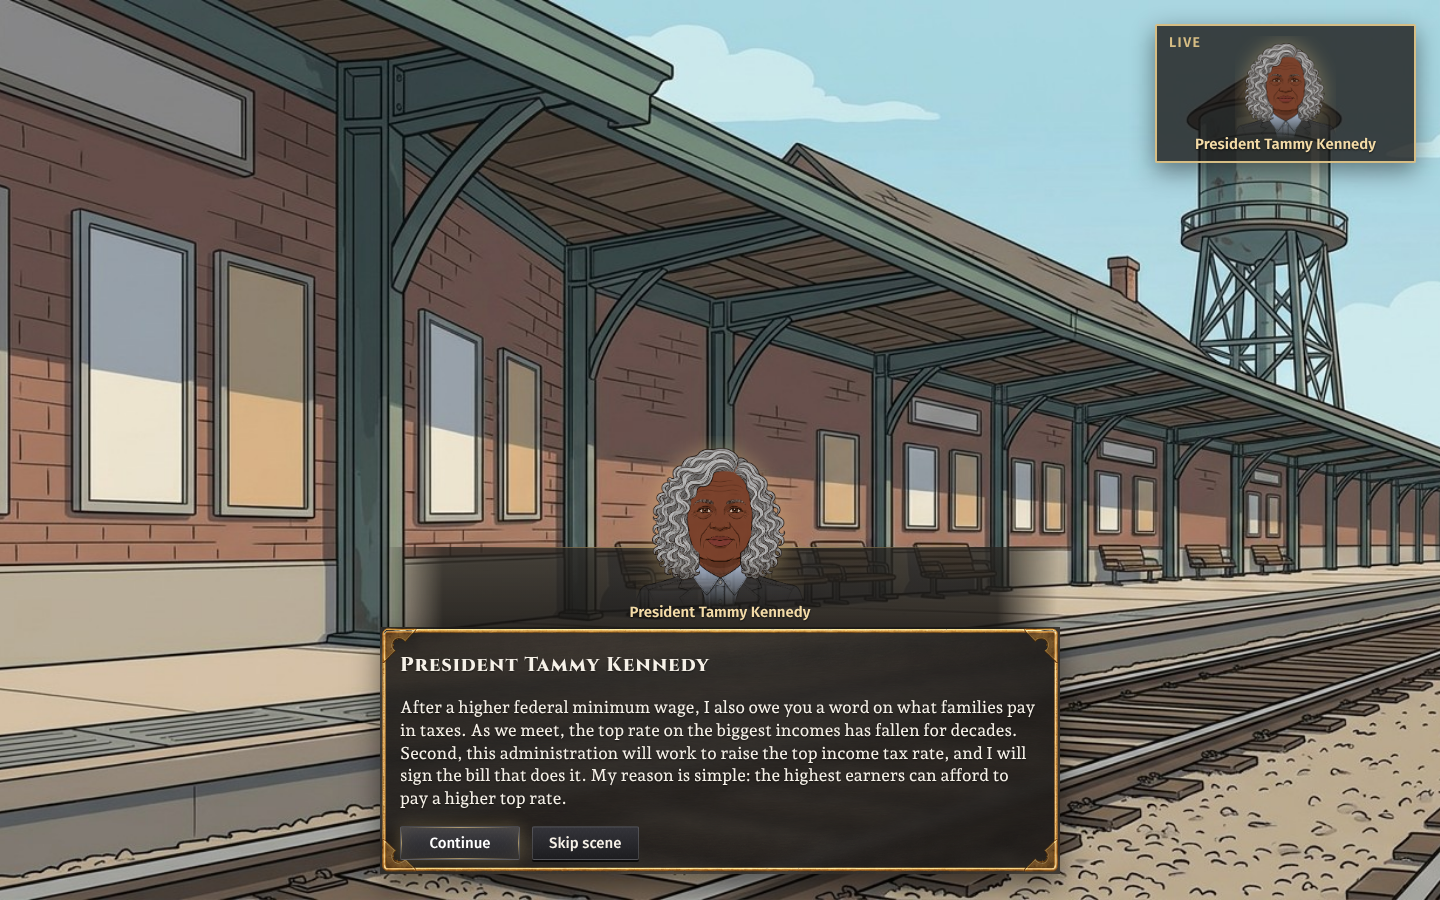 LIVE
President Tammy Kennedy
President Tammy Kennedy
President Tammy Kennedy
After a higher federal minimum wage, I also owe you a word on what families pay
in taxes. As we meet, the top rate on the biggest incomes has fallen for decades.
Second, this administration will work to raise the top income tax rate, and I will
sign the bill that does it. My reason is simple: the highest earners can afford to
pay a higher top rate.
Continue
Skip scene